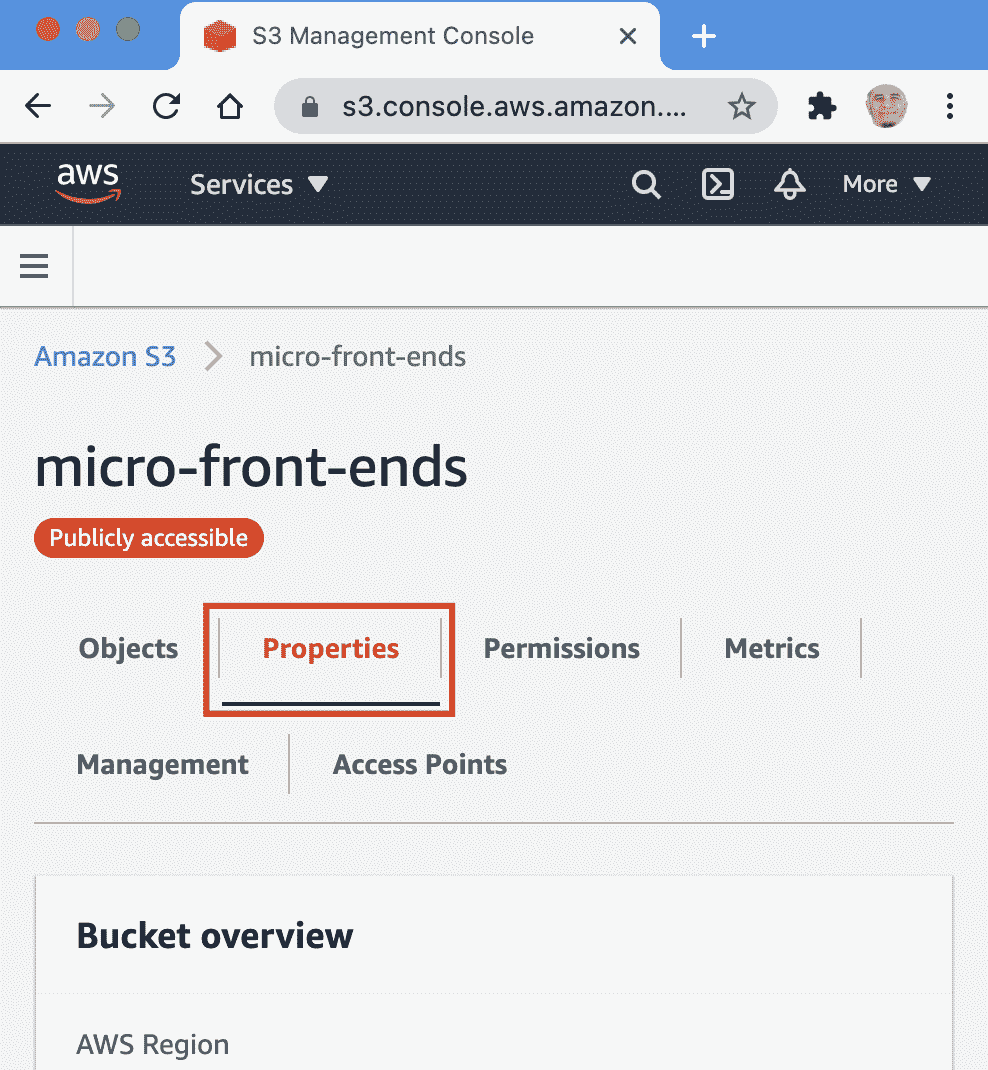 S3 Management Console
s3.console.aws.amazon....
aws Services More
Amazon S3 micro-front-ends
micro-front-ends
Publicly accessible
Objects Properties Permissions Metrics
Management Access Points
Bucket overview
AWS Region